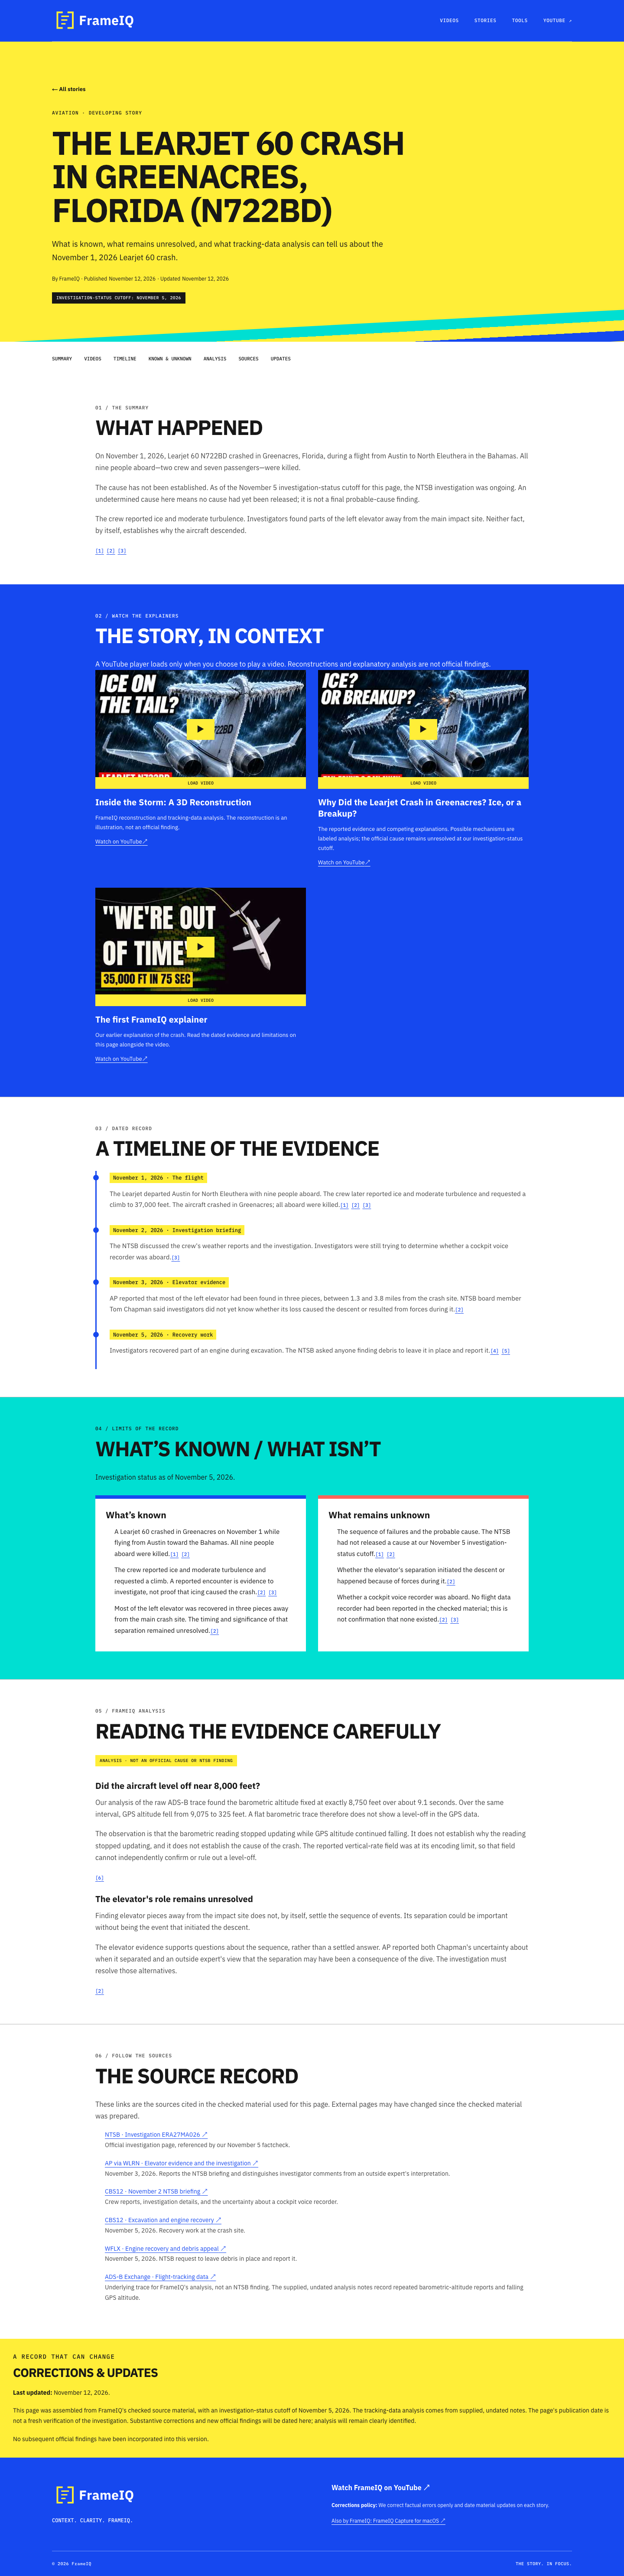 FrameIQ
VIDEOS STORIES TOOLS YOUTUBE ↗
← All stories
AVIATION · DEVELOPING STORY
THE LEARJET 60 CRASH
IN GREENACRES,
FLORIDA (N722BD)
What is known, what remains unresolved, and what tracking-data analysis can tell us about the
November 1, 2026 Learjet 60 crash.
By FrameIQ · Published November 12, 2026 · Updated November 12, 2026
INVESTIGATION-STATUS CUTOFF: NOVEMBER 5, 2026
SUMMARY VIDEOS TIMELINE KNOWN & UNKNOWN ANALYSIS SOURCES UPDATES
01 / THE SUMMARY
WHAT HAPPENED
On November 1, 2026, Learjet 60 N722BD crashed in Greenacres, Florida, during a flight from Austin to North Eleuthera in the Bahamas. All
nine people aboard—two crew and seven passengers—were killed.
The cause has not been established. As of the November 5 investigation-status cutoff for this page, the NTSB investigation was ongoing. An
undetermined cause here means no cause had yet been released; it is not a final probable-cause finding.
The crew reported ice and moderate turbulence. Investigators found parts of the left elevator away from the main impact site. Neither fact,
by itself, establishes why the aircraft descended.
[1] [2] [3]
02 / WATCH THE EXPLAINERS
THE STORY, IN CONTEXT
A YouTube player loads only when you choose to play a video. Reconstructions and explanatory analysis are not official findings.
ICE ON
THE TAIL?
722BD
LEARJET N722BD
LOAD VIDEO
Inside the Storm: A 3D Reconstruction
FrameIQ reconstruction and tracking-data analysis. The reconstruction is an
illustration, not an official finding.
Watch on YouTube ↗
ICE?
OR BREAKUP?
722BD
LOAD VIDEO
Why Did the Learjet Crash in Greenacres? Ice, or a
Breakup?
The reported evidence and competing explanations. Possible mechanisms are
labeled analysis; the official cause remains unresolved at our investigation-status
cutoff.
Watch on YouTube ↗
"WE'RE OUT
OF TIME"
35,000 FT IN 75 SEC
LOAD VIDEO
The first FrameIQ explainer
Our earlier explanation of the crash. Read the dated evidence and limitations on
this page alongside the video.
Watch on YouTube ↗
03 / DATED RECORD
A TIMELINE OF THE EVIDENCE
November 1, 2026 · The flight
The Learjet departed Austin for North Eleuthera with nine people aboard. The crew later reported ice and moderate turbulence and requested a
climb to 37,000 feet. The aircraft crashed in Greenacres; all aboard were killed. [1] [2] [3]
November 2, 2026 · Investigation briefing
The NTSB discussed the crew's weather reports and the investigation. Investigators were still trying to determine whether a cockpit voice
recorder was aboard. [3]
November 3, 2026 · Elevator evidence
AP reported that most of the left elevator had been found in three pieces, between 1.3 and 3.8 miles from the crash site. NTSB board member
Tom Chapman said investigators did not yet know whether its loss caused the descent or resulted from forces during it. [2]
November 5, 2026 · Recovery work
Investigators recovered part of an engine during excavation. The NTSB asked anyone finding debris to leave it in place and report it. [4] [5]
04 / LIMITS OF THE RECORD
WHAT'S KNOWN / WHAT ISN'T
Investigation status as of November 5, 2026.
What's known
A Learjet 60 crashed in Greenacres on November 1 while
flying from Austin toward the Bahamas. All nine people
aboard were killed. [1] [2]
The crew reported ice and moderate turbulence and
requested a climb. A reported encounter is evidence to
investigate, not proof that icing caused the crash. [2] [3]
Most of the left elevator was recovered in three pieces away
from the main crash site. The timing and significance of that
separation remained unresolved. [2]
What remains unknown
The sequence of failures and the probable cause. The NTSB
had not released a cause at our November 5 investigation-
status cutoff. [1] [2]
Whether the elevator's separation initiated the descent or
happened because of forces during it. [2]
Whether a cockpit voice recorder was aboard. No flight data
recorder had been reported in the checked material; this is
not confirmation that none existed. [2] [3]
05 / FRAMEIQ ANALYSIS
READING THE EVIDENCE CAREFULLY
ANALYSIS · NOT AN OFFICIAL CAUSE OR NTSB FINDING
Did the aircraft level off near 8,000 feet?
Our analysis of the raw ADS-B trace found the barometric altitude fixed at exactly 8,750 feet over about 9.1 seconds. Over the same
interval, GPS altitude fell from 9,075 to 325 feet. A flat barometric trace therefore does not show a level-off in the GPS data.
The observation is that the barometric reading stopped updating while GPS altitude continued falling. It does not establish why the reading
stopped updating, and it does not establish the cause of the crash. The reported vertical-rate field was at its encoding limit, so that field
cannot independently confirm or rule out a level-off.
[6]
The elevator's role remains unresolved
Finding elevator pieces away from the impact site does not, by itself, settle the sequence of events. Its separation could be important
without being the event that initiated the descent.
The elevator evidence supports questions about the sequence, rather than a settled answer. AP reported both Chapman's uncertainty about
when it separated and an outside expert's view that the separation may have been a consequence of the dive. The investigation must
resolve those alternatives.
[2]
06 / FOLLOW THE SOURCES
THE SOURCE RECORD
These links are the sources cited in the checked material used for this page. External pages may have changed since the checked material
was prepared.
NTSB · Investigation ERA27MA026 ↗
Official investigation page, referenced by our November 5 factcheck.
AP via WLRN · Elevator evidence and the investigation ↗
November 3, 2026. Reports the NTSB briefing and distinguishes investigator comments from an outside expert's interpretation.
CBS12 · November 2 NTSB briefing ↗
Crew reports, investigation details, and the uncertainty about a cockpit voice recorder.
CBS12 · Excavation and engine recovery ↗
November 5, 2026. Recovery work at the crash site.
WFLX · Engine recovery and debris appeal ↗
November 5, 2026. NTSB request to leave debris in place and report it.
ADS-B Exchange · Flight-tracking data ↗
Underlying trace for FrameIQ's analysis, not an NTSB finding. The supplied, undated analysis notes record repeated barometric-altitude reports and falling
GPS altitude.
A RECORD THAT CAN CHANGE
CORRECTIONS & UPDATES
Last updated: November 12, 2026.
This page was assembled from FrameIQ's checked source material, with an investigation-status cutoff of November 5, 2026. The tracking-data analysis comes from supplied, undated notes. The page's publication date is
not a fresh verification of the investigation. Substantive corrections and new official findings will be dated here; analysis will remain clearly identified.
No subsequent official findings have been incorporated into this version.
FrameIQ
CONTEXT. CLARITY. FRAMEIQ.
Watch FrameIQ on YouTube ↗
Corrections policy: We correct factual errors openly and date material updates on each story.
Also by FrameIQ: FrameIQ Capture for macOS ↗
© 2026 FrameIQ
THE STORY. IN FOCUS.